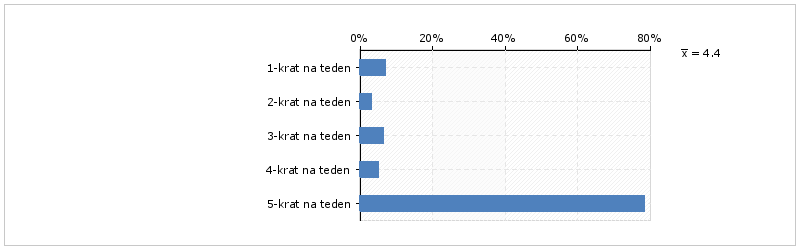 0% 20% 40% 60% 80%
x̅ = 4.4
1-krat na teden
2-krat na teden
3-krat na teden
4-krat na teden
5-krat na teden